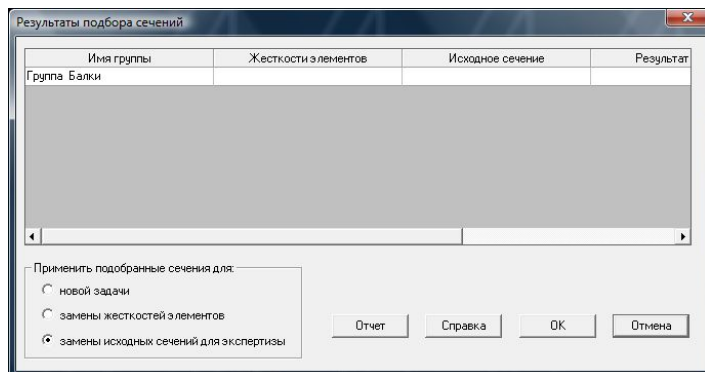 Результаты подбора сечений
Имя группы Жесткости элементов Исходное сечение Результат
Группа Балки
Применить подобранные сечения для:
новой задачи
замены жесткостей элементов
замены исходных сечений для экспертизы
Отчет Справка OK Отмена